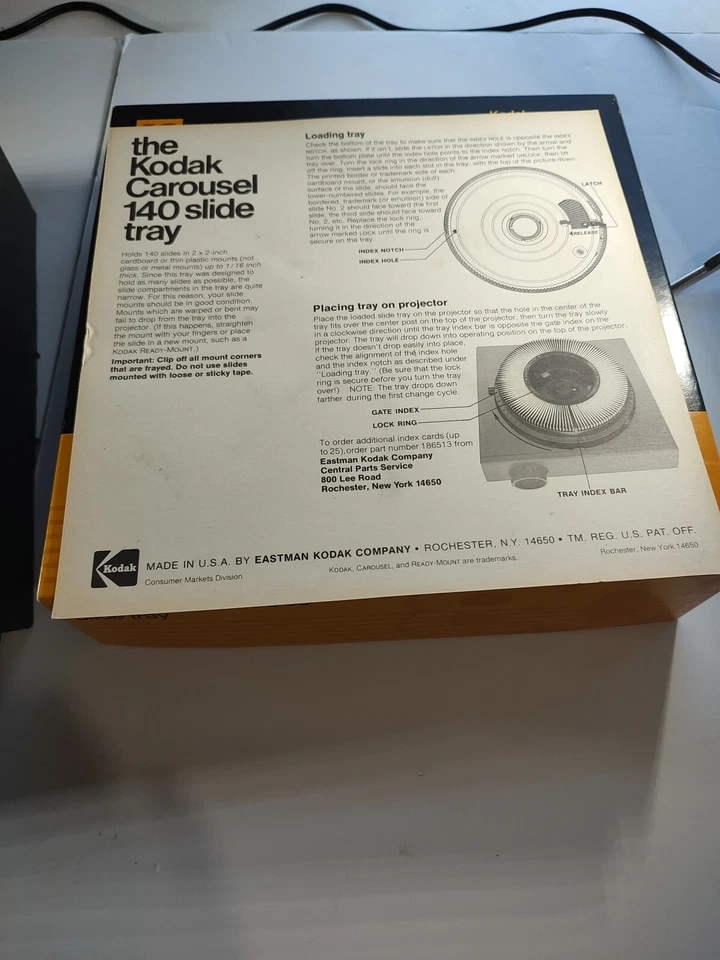 the
Kodak
Carousel
140 slide
tray
Holds 140 slides in 2 x 2-inch
cardboard or thin plastic mounts (not
glass or metal mounts) up to 1/16 inch
thick. Since this tray was designed to
hold as many slides as possible, the
slide compartments in the tray are quite
narrow. For this reason, your slide
mounts should be in good condition.
Mounts which are warped or bent may
fail to drop from the tray into the
projector. (If this happens, straighten
the mount with your fingers or place
the slide in a new mount, such as a
KODAK READY-MOUNT.)
Important: Clip off all mount corners
that are frayed. Do not use slides
mounted with loose or sticky tape.
Loading tray
Check the bottom of the tray to make sure that the INDEX HOLE is opposite the INDEX
NOTCH, as shown. If it isn't, slide the LATCH in the direction shown by the arrow and
turn the bottom plate until the index hole points to the index notch. Then turn the
tray over. Turn the lock ring in the direction of the arrow marked UNLOCK, then lift
off the ring. Insert a slide into each slot in the tray, with the top of the picture down.
The printed border or trademark side of each
cardboard mount, or the emulsion (dull)
surface of the slide, should face the
lower-numbered slides. For example, the
bordered, trademark (or emulsion) side of
slide No. 2 should face toward the first
slide, the third slide should face toward
No. 2, etc. Replace the lock ring,
turning it in the direction of the
arrow marked LOCK until the ring is
secure on the tray.
LATCH
RELEASE
INDEX NOTCH
INDEX HOLE
Placing tray on projector
Place the loaded slide tray on the projector so that the hole in the center of the
tray fits over the center post on the top of the projector; then turn the tray slowly
in a clockwise direction until the tray index bar is opposite the gate index on the
projector. The tray will drop down into operating position on the top of the projector.
If the tray doesn't drop easily into place,
check the alignment of the index hole
and the index notch as described under
"Loading tray." (Be sure that the lock
ring is secure before you turn the tray
over!) NOTE: The tray drops down
farther during the first change cycle.
GATE INDEX
LOCK RING
TRAY INDEX BAR
To order additional index cards (up
to 25), order part number 186513 from
Eastman Kodak Company
Central Parts Service
800 Lee Road
Rochester, New York 14650
Kodak
MADE IN U.S.A. BY EASTMAN KODAK COMPANY • ROCHESTER, N.Y. 14650 • TM. REG. U.S. PAT. OFF.
Consumer Markets Division
KODAK, CAROUSEL, and READY-MOUNT are trademarks.
Rochester, New York 14650
slide tray